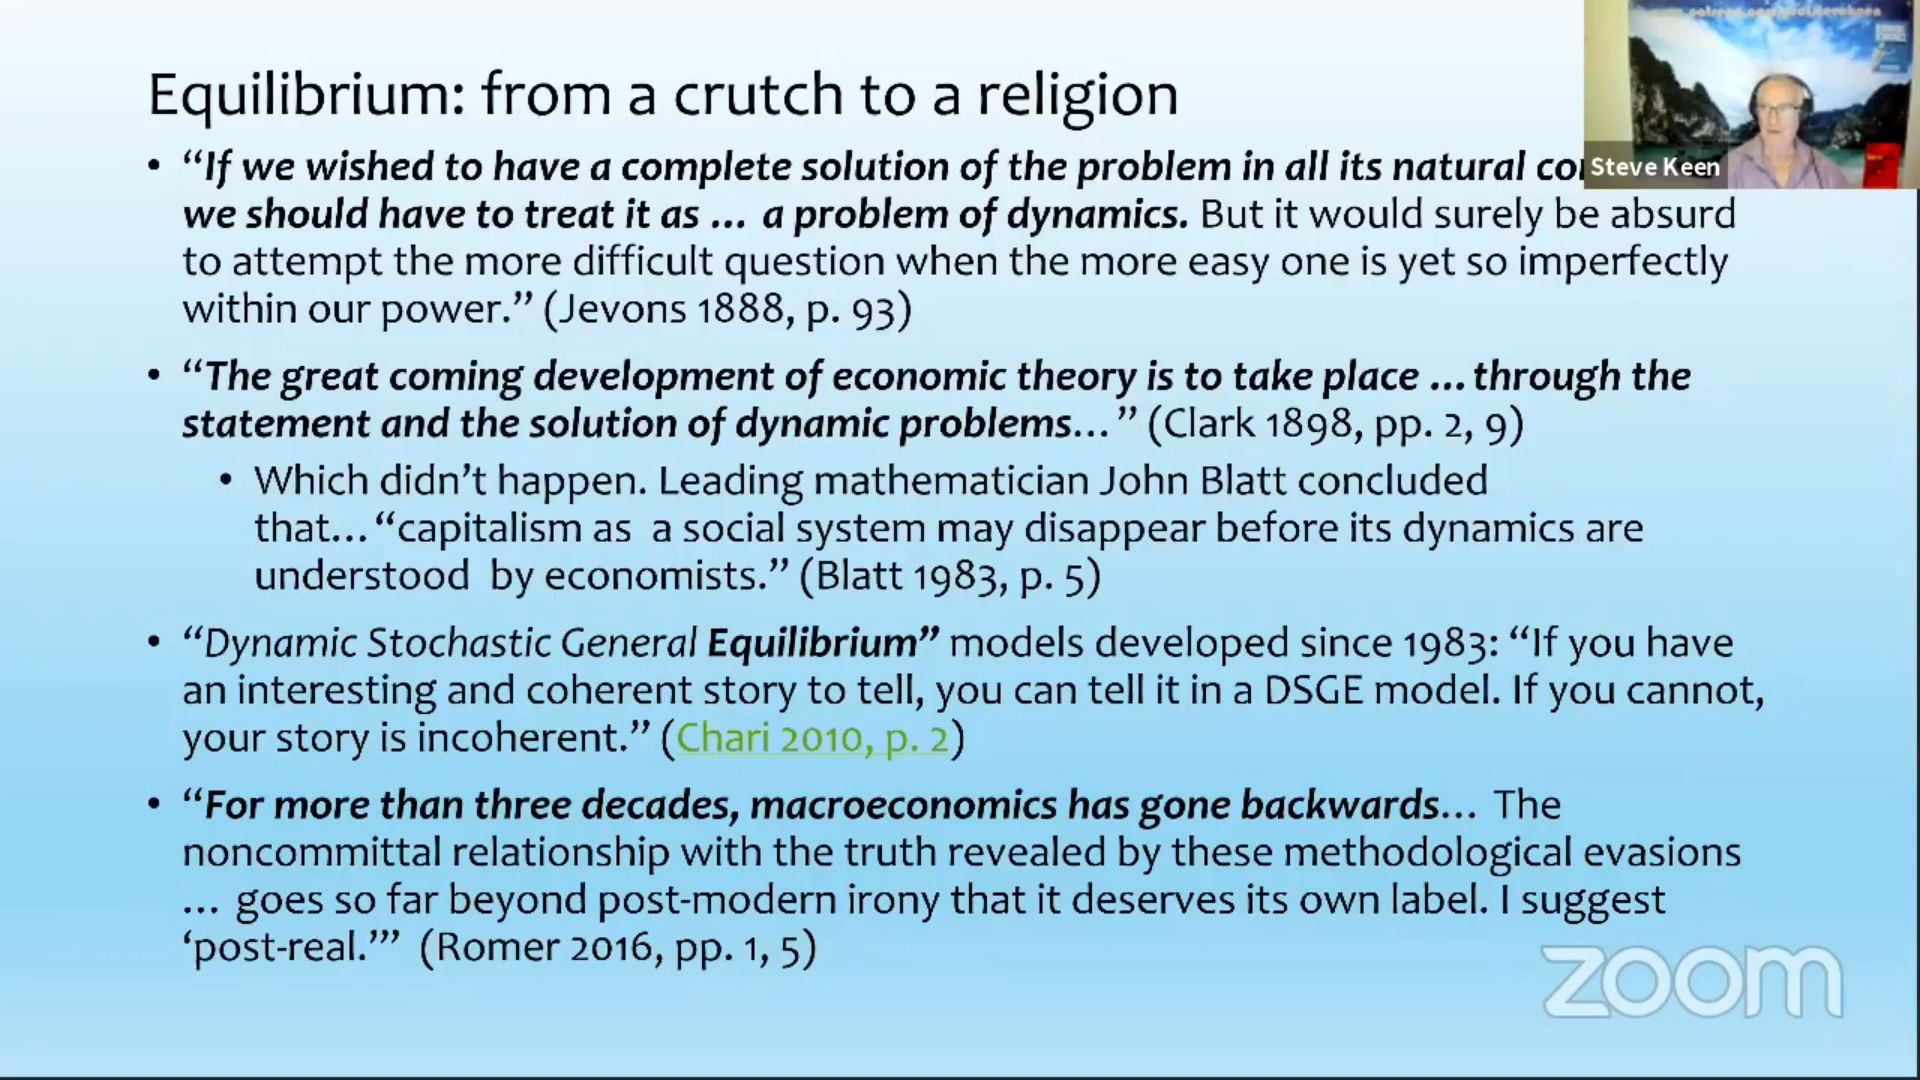 Equilibrium: from a crutch to a religion
• “If we wished to have a complete solution of the problem in all its natural
we should have to treat it as … a problem of dynamics. But it would surely be absurd
to attempt the more difficult question when the more easy one is yet so imperfectly
within our power.” (Jevons 1888, p. 93)
• “The great coming development of economic theory is to take place … through the
statement and the solution of dynamic problems…” (Clark 1898, pp. 2, 9)
• Which didn’t happen. Leading mathematician John Blatt concluded
that… “capitalism as a social system may disappear before its dynamics are
understood by economists.” (Blatt 1983, p. 5)
• “Dynamic Stochastic General Equilibrium” models developed since 1983: “If you have
an interesting and coherent story to tell, you can tell it in a DSGE model. If you cannot,
your story is incoherent.” (Chari 2010, p. 2)
• “For more than three decades, macroeconomics has gone backwards… The
noncommittal relationship with the truth revealed by these methodological evasions
… goes so far beyond post-modern irony that it deserves its own label. I suggest
‘post-real.’” (Romer 2016, pp. 1, 5)
Steve Keen
zoom